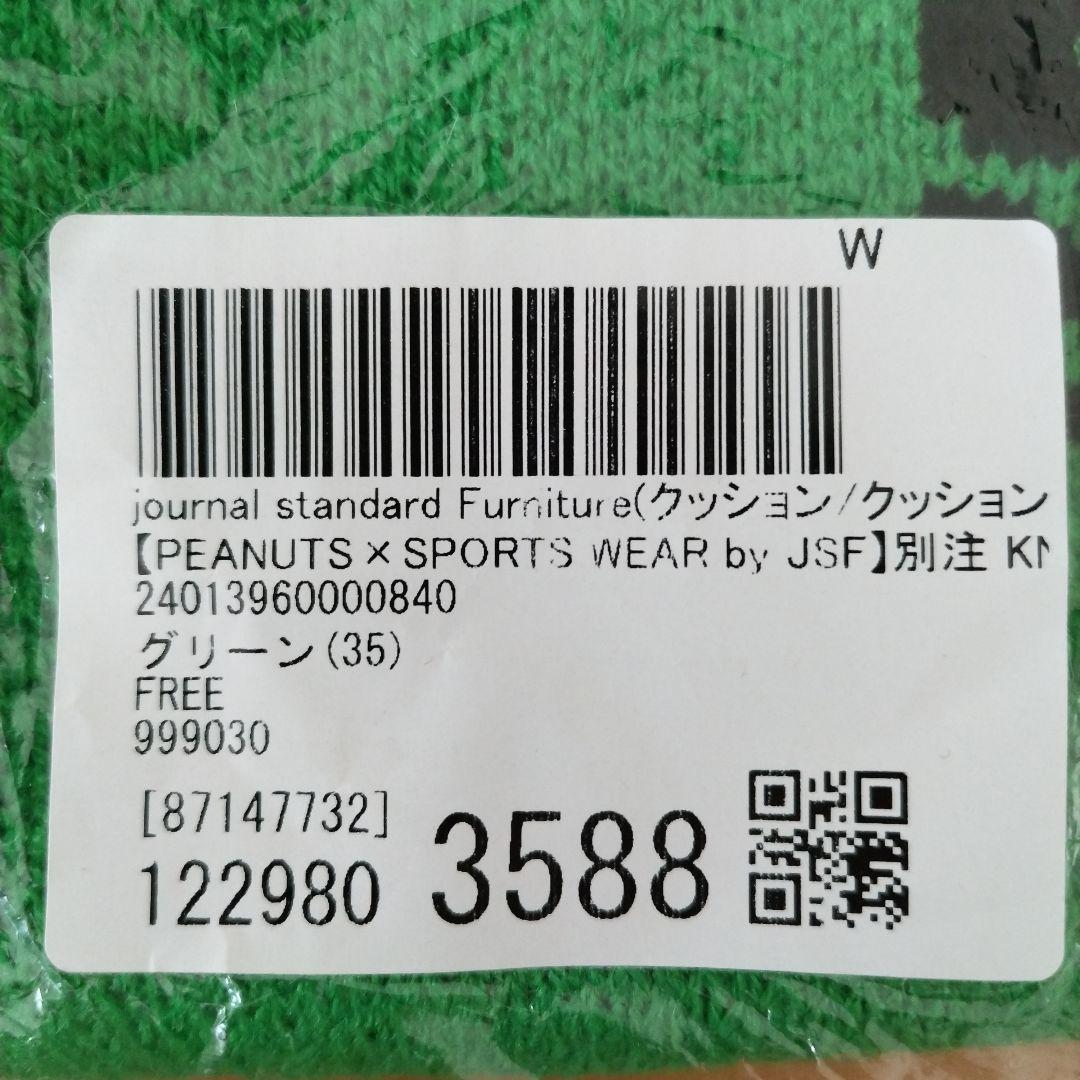 W
journal standard Furniture(クッション/クッション
【PEANUTS×SPORTS WEAR by JSF】別注
24013960000840
グリーン(35)
FREE
999030
[87147732]
122980 3588